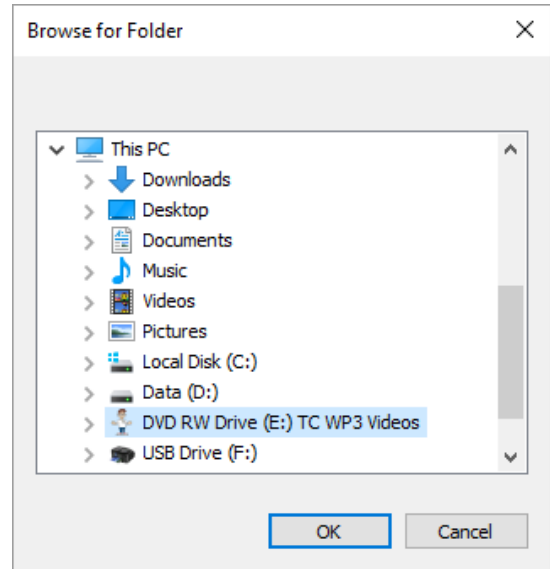 Browse for Folder
This PC
Downloads
Desktop
Documents
Music
Videos
Pictures
Local Disk (C:)
Data (D:)
DVD RW Drive (E:) TC WP3 Videos
USB Drive (F:)
OK Cancel